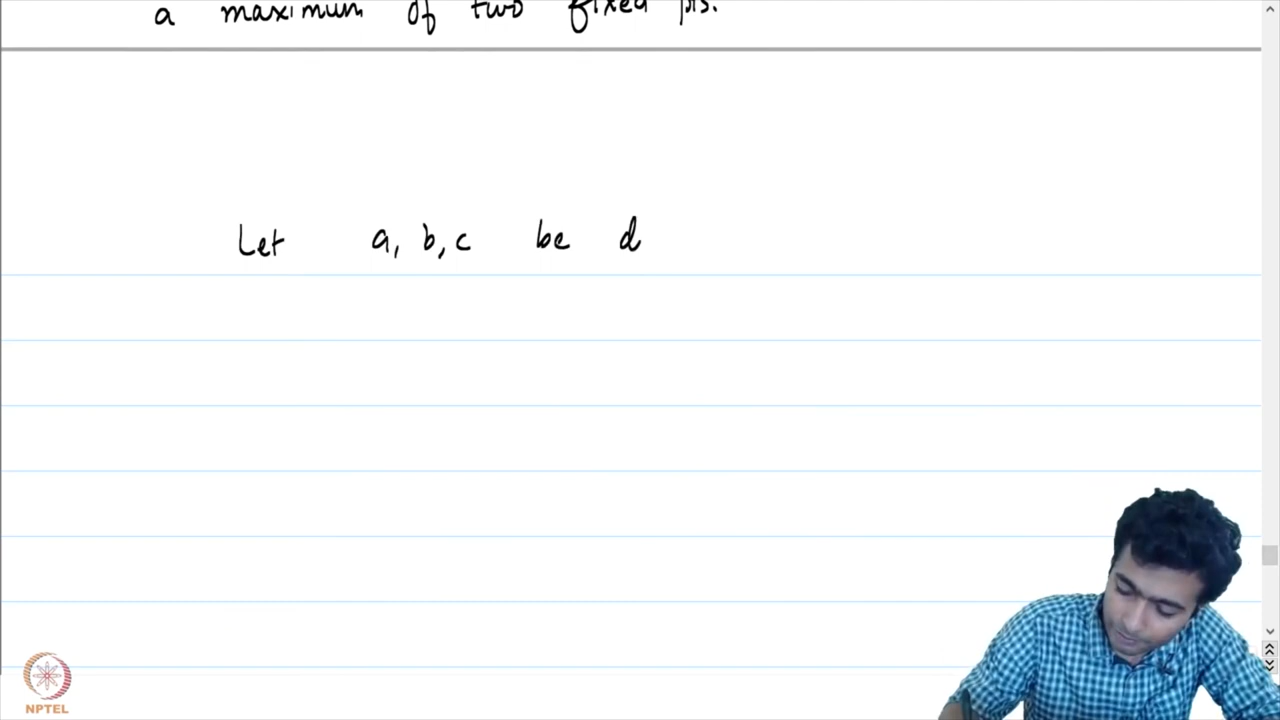 a maximum of two fixed pts.
Let a, b, c be d
NPTEL